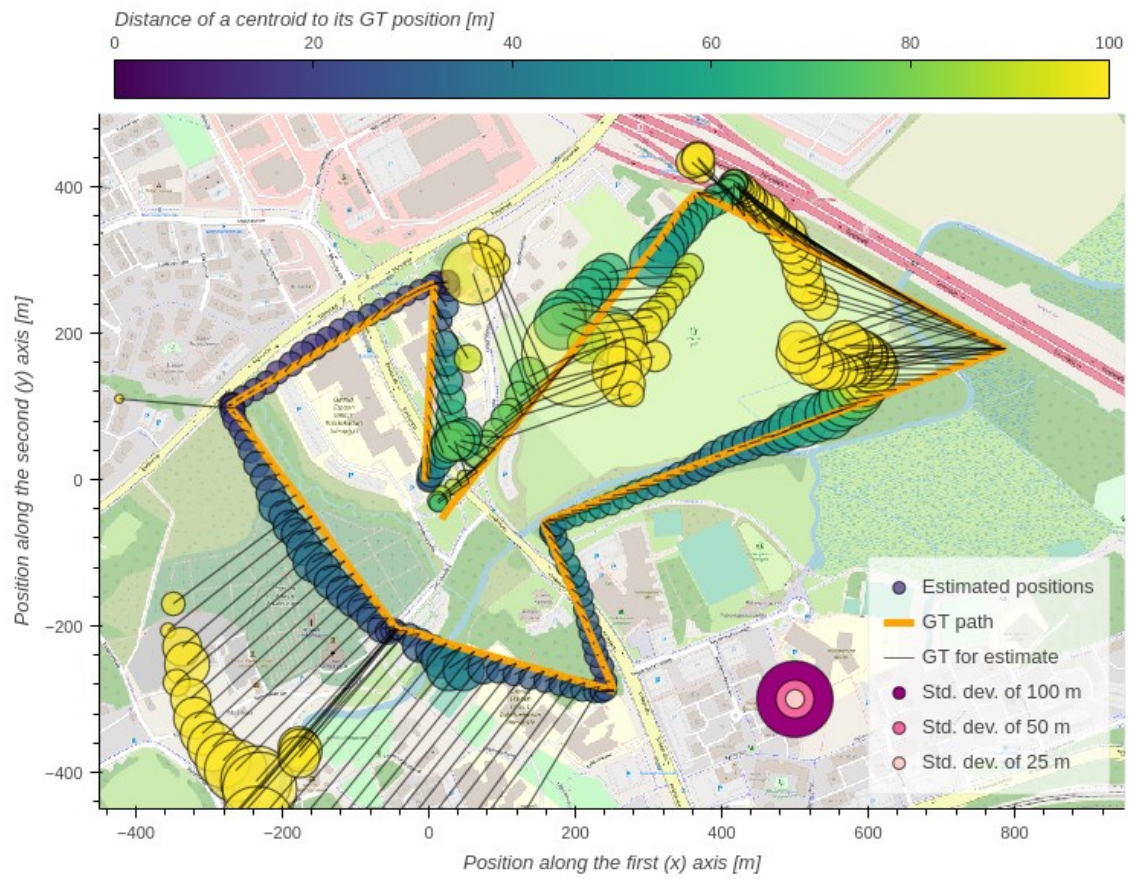 Distance of a centroid to its GT position [m]
0 20 40 60 80 100
Position along the second (y) axis [m]
400
200
0
−200
−400
Estimated positions
GT path
GT for estimate
Std. dev. of 100 m
Std. dev. of 50 m
Std. dev. of 25 m
−400 −200 0 200 400 600 800
Position along the first (x) axis [m]